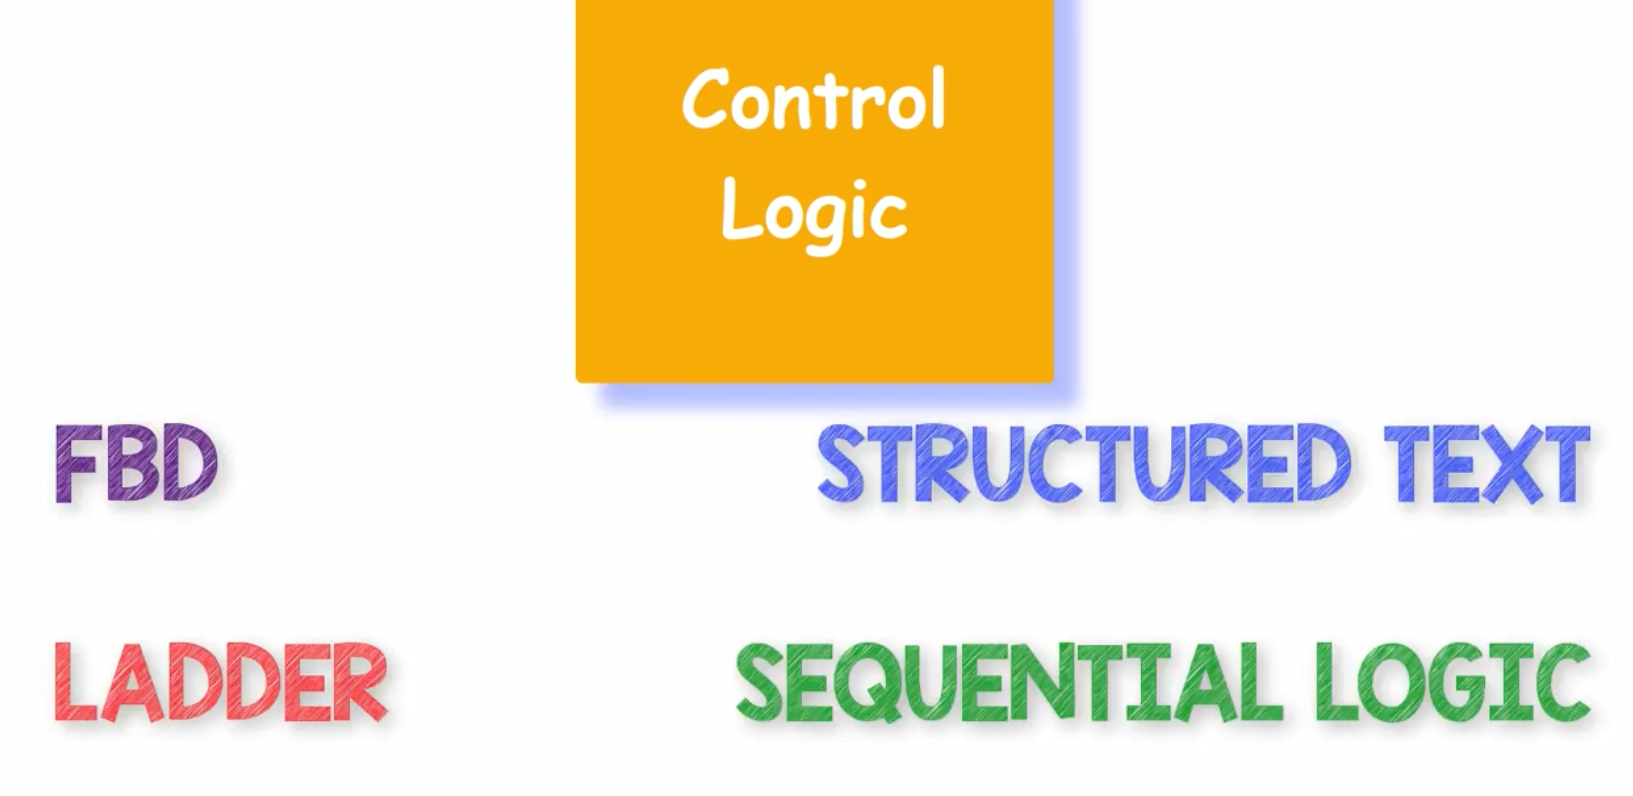 Control
Logic
FBD
STRUCTURED TEXT
LADDER
SEQUENTIAL LOGIC